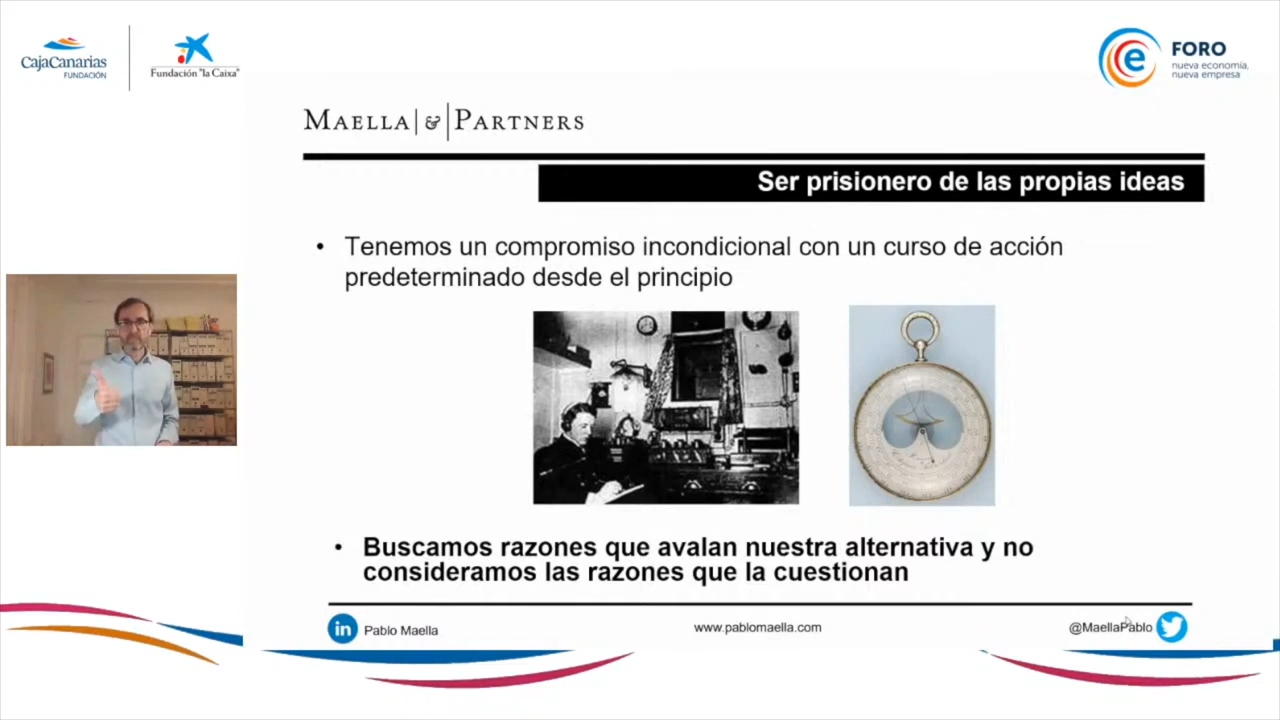 CajaCanarias
FUNDACIÓN
Fundación "la Caixa"
e
FORO
nueva economía,
nueva empresa
MAELLA & PARTNERS
Ser prisionero de las propias ideas
• Tenemos un compromiso incondicional con un curso de acción
predeterminado desde el principio
• Buscamos razones que avalan nuestra alternativa y no
consideramos las razones que la cuestionan
in Pablo Maella
www.pablomaella.com
@MaellaPablo